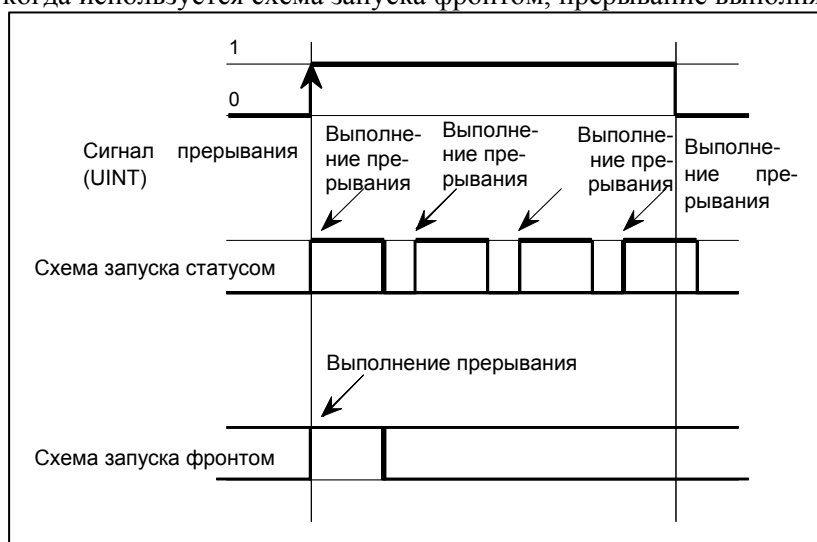 когда используется схема запуска фронтом, прерывание выполня
1
0
Сигнал прерывания
(UINT)
Выполне-
ние пре-
рывания
Выполне-
ние пре-
рывания
Выполне-
ние пре-
рывания
Выполне-
ние пре-
рывания
Схема запуска статусом
Выполнение прерывания
Схема запуска фронтом